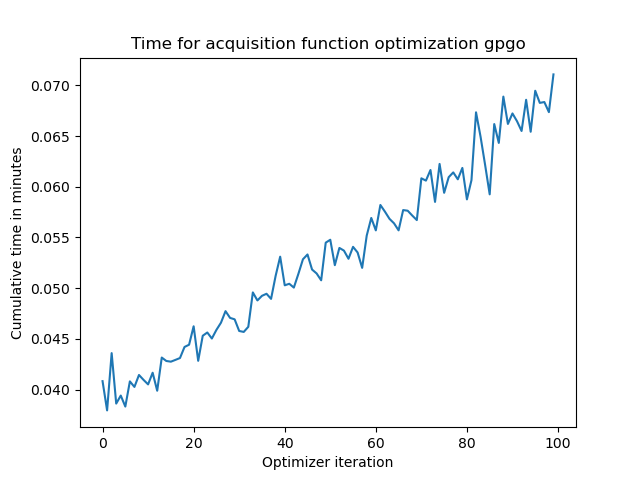 Time for acquisition function optimization gpgo
0.070
0.065
0.060
0.055
0.050
0.045
0.040
Cumulative time in minutes
0 20 40 60 80 100
Optimizer iteration